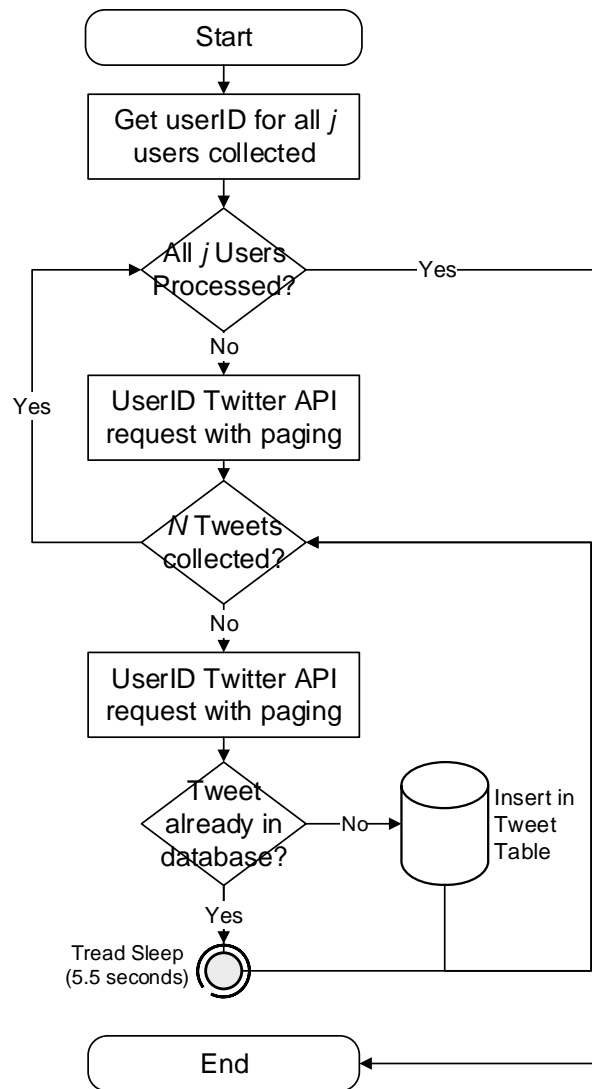 Start
Get userID for all j
users collected
All j Users
Processed?
Yes
No
Yes
UserID Twitter API
request with paging
N Tweets
collected?
No
UserID Twitter API
request with paging
Tweet
already in
database?
No
Insert in
Tweet
Table
Yes
Tread Sleep
(5.5 seconds)
End